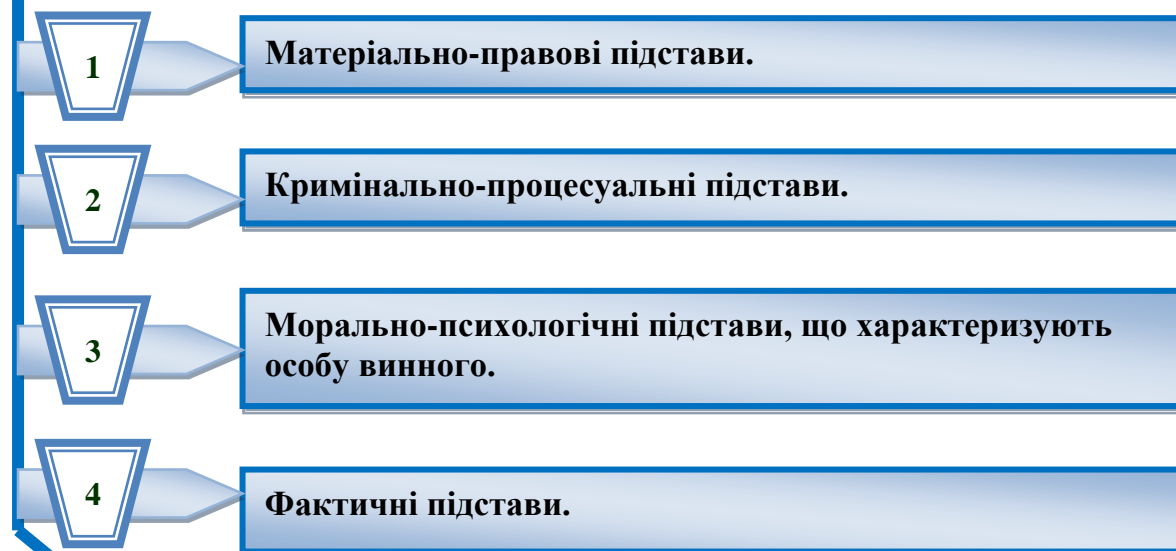 1
Матеріально-правові підстави.
2
Кримінально-процесуальні підстави.
3
Морально-психологічні підстави, що характеризують
особу винного.
4
Фактичні підстави.